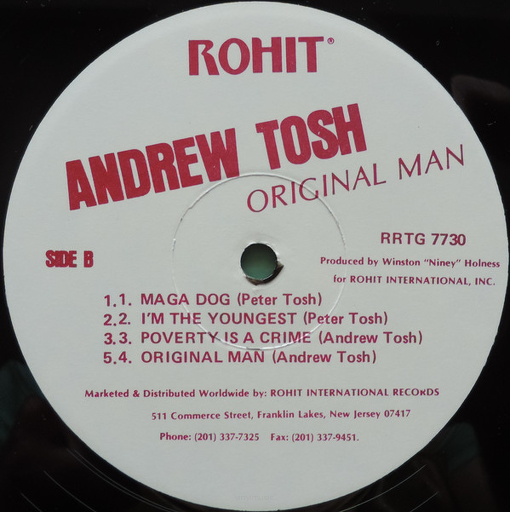 ROHIT®
ANDREW TOSH
ORIGINAL MAN
SIDE B
RRTG 7730
Produced by Winston "Niney" Holness
for ROHIT INTERNATIONAL, INC.
1.1. MAGA DOG (Peter Tosh)
2.2. I'M THE YOUNGEST (Peter Tosh)
3.3. POVERTY IS A CRIME (Andrew Tosh)
5.4. ORIGINAL MAN (Andrew Tosh)
Marketed & Distributed Worldwide by: ROHIT INTERNATIONAL RECORDS
511 Commerce Street, Franklin Lakes, New Jersey 07417
Phone: (201) 337-7325 Fax: (201) 337-9451.